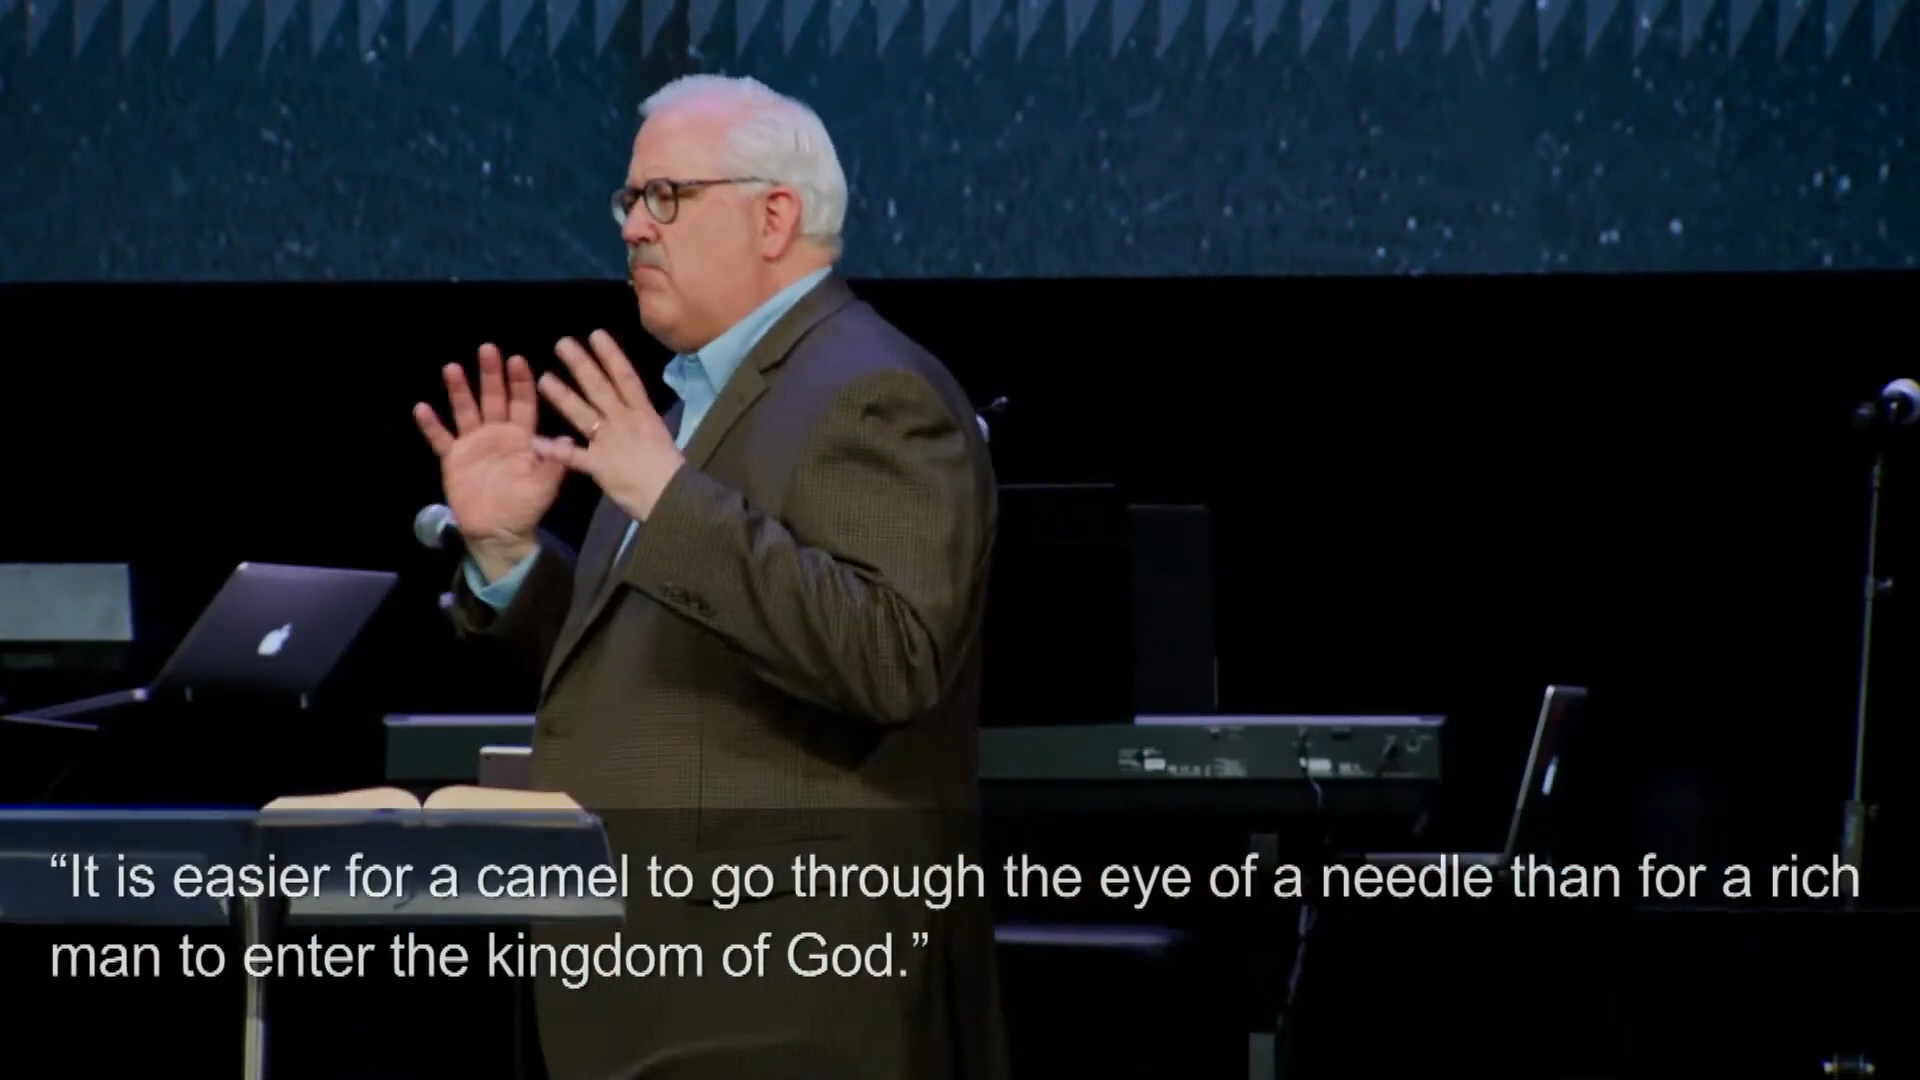 “It is easier for a camel to go through the eye of a needle than for a rich
man to enter the kingdom of God.”